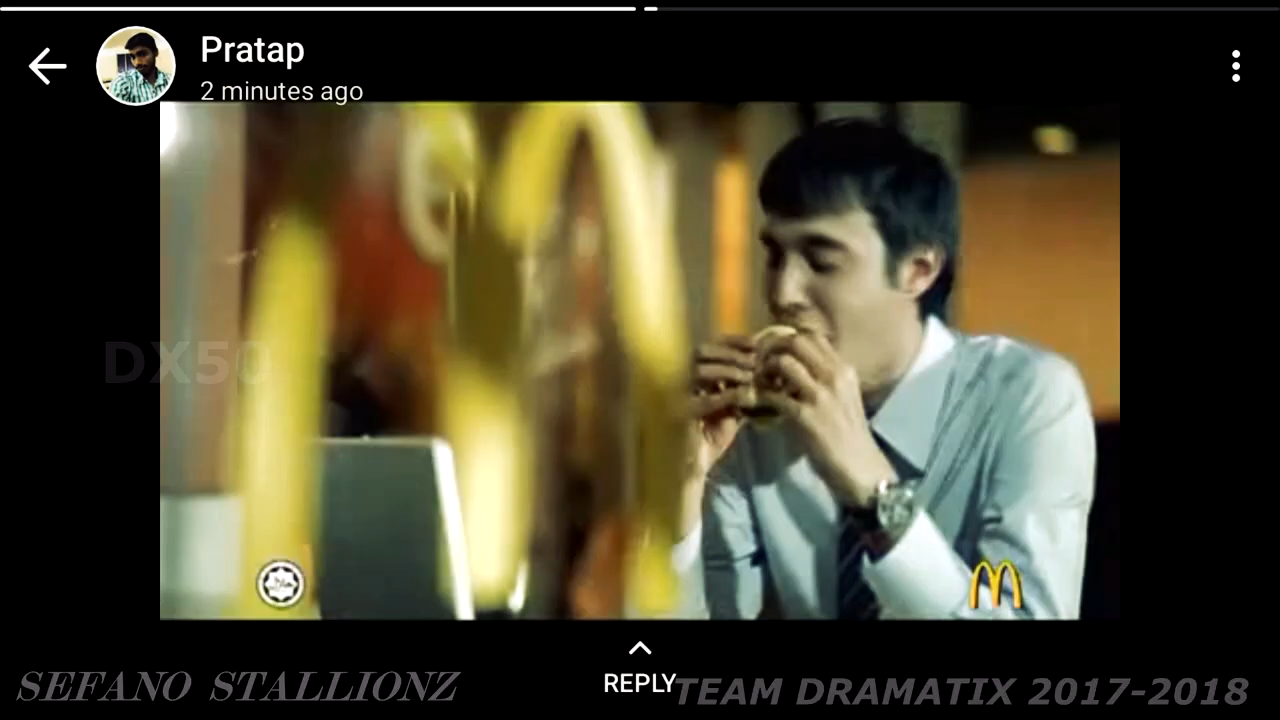 Pratap
2 minutes ago
DX50
REPLY
SEFANO STALLIONZ
TEAM DRAMATIX 2017-2018